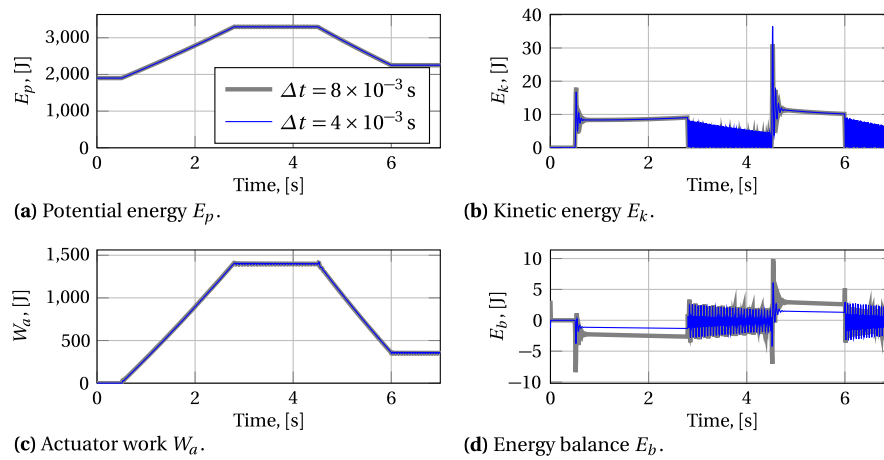 3,000
2,000
1,000
0
E_p, [J]
Δt = 8 × 10⁻³ s
Δt = 4 × 10⁻³ s
0 2 4 6
Time, [s]
(a) Potential energy E_p.
40
30
20
10
0
E_k, [J]
0 2 4 6
Time, [s]
(b) Kinetic energy E_k.
1,500
1,000
500
0
W_a, [J]
0 2 4 6
Time, [s]
(c) Actuator work W_a.
10
5
0
−5
−10
E_b, [J]
0 2 4 6
Time, [s]
(d) Energy balance E_b.